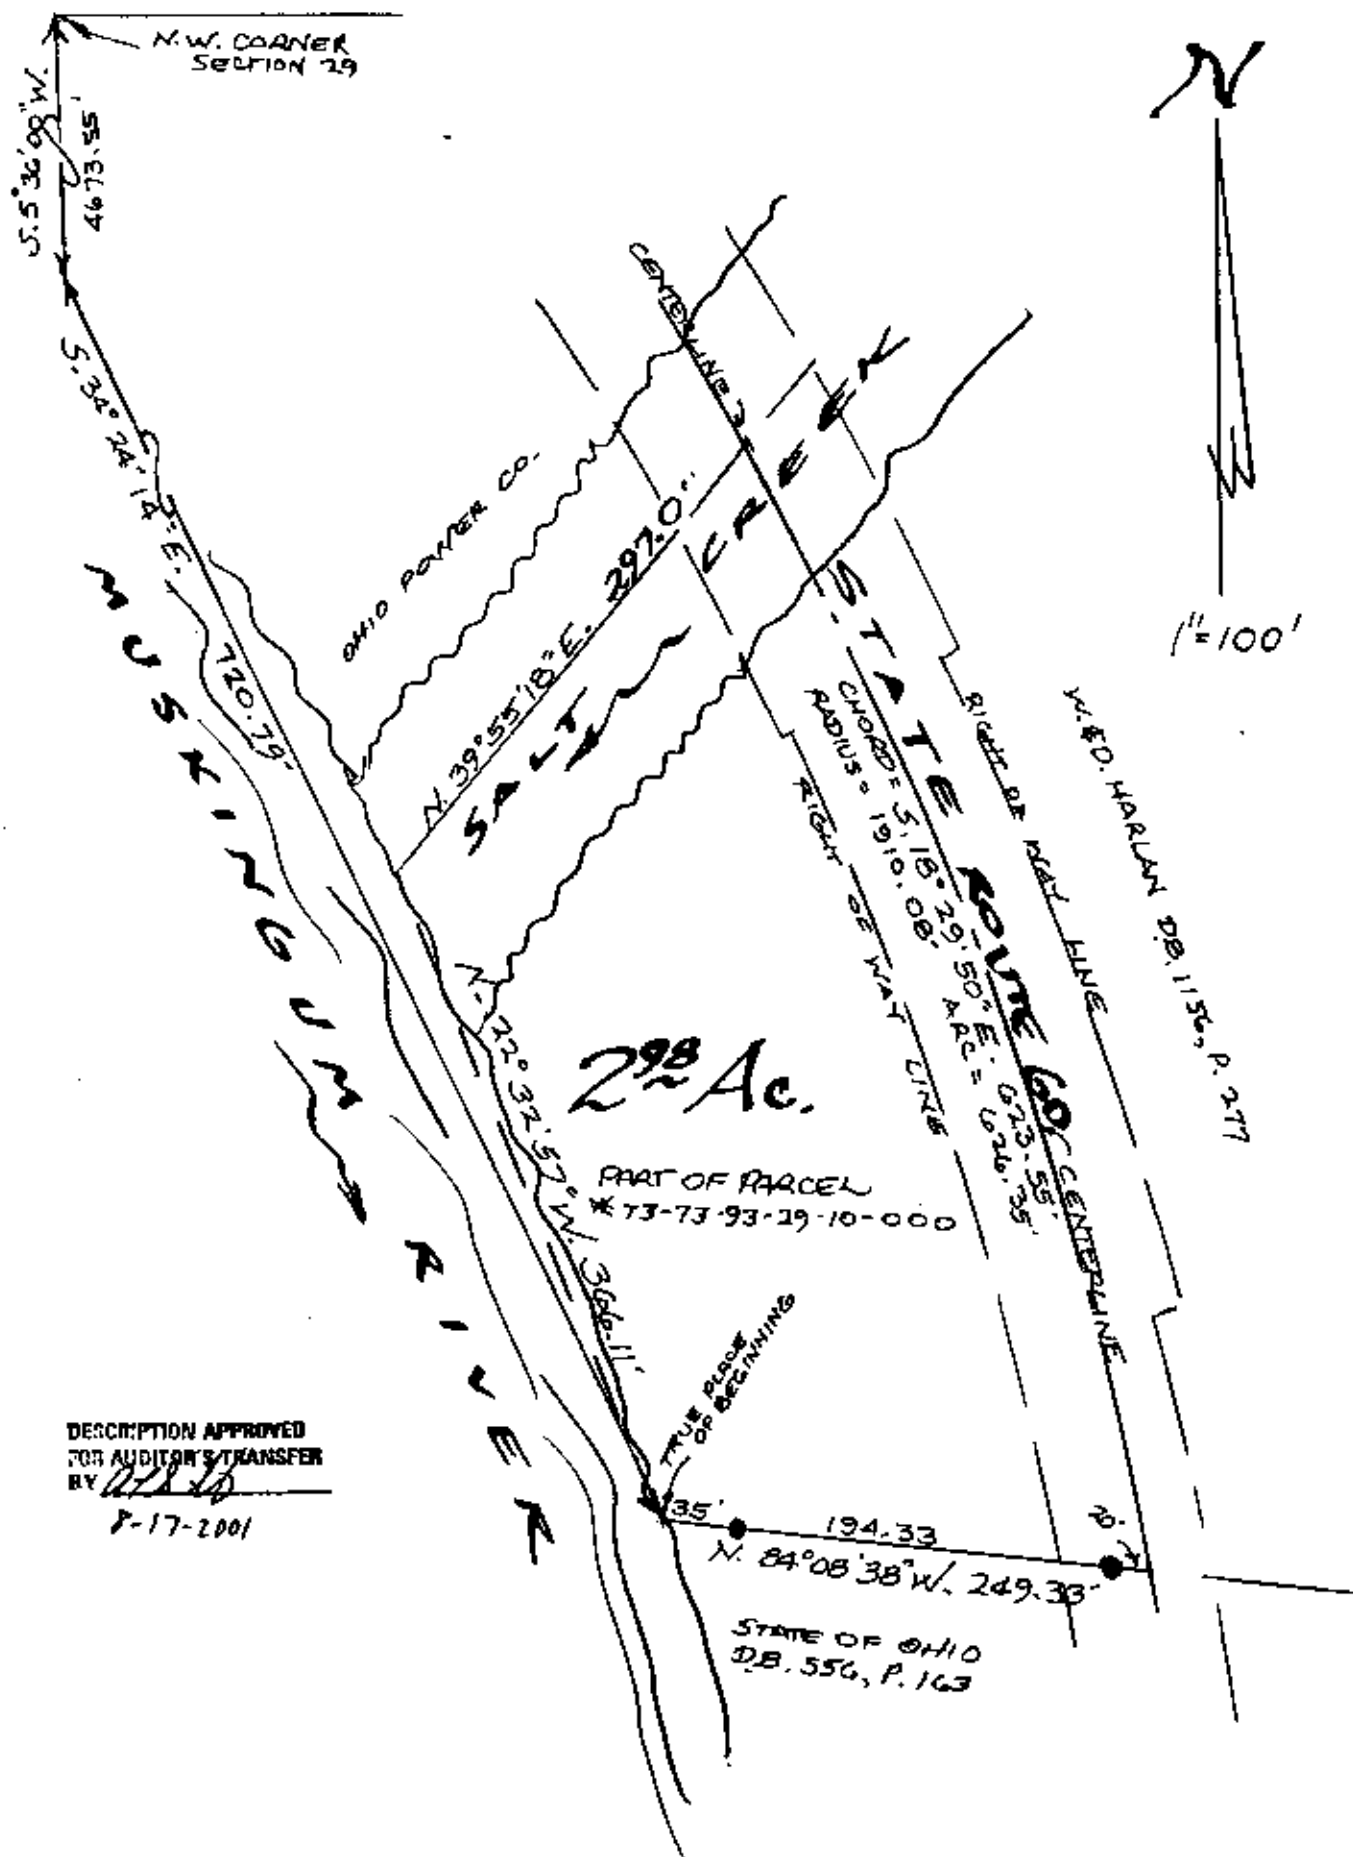 N.W. CORNER
SECTION 29
N
S. 5° 36' 00" W.
4673.55'
CENTERLINE
1"=100'
S. 34° 24' 14" E.
720.79'
OHIO POWER CO.
N. 39° 55' 18" E. 297.0'
SALT CREEK
STATE ROUTE 60
CENTERLINE
CHORD = S. 18° 29' 50" E. 623.55'
RADIUS = 1910.08' ARC = 626.35'
RIGHT OF WAY LINE
RIGHT OF WAY LINE
W. & D. HARLAN D.B. 1156, P. 277
MUSKINGUM RIVER
N. 22° 32' 57" W. 366.11'
2.98 Ac.
PART OF PARCEL
* 73-73-93-29-10-000
TRUE PLACE
OF BEGINNING
35'
194.33
20'
N. 84° 08' 38" W. 249.33'
STATE OF OHIO
D.B. 556, P. 163
DESCRIPTION APPROVED
FOR AUDITOR'S TRANSFER
BY
8-17-2001